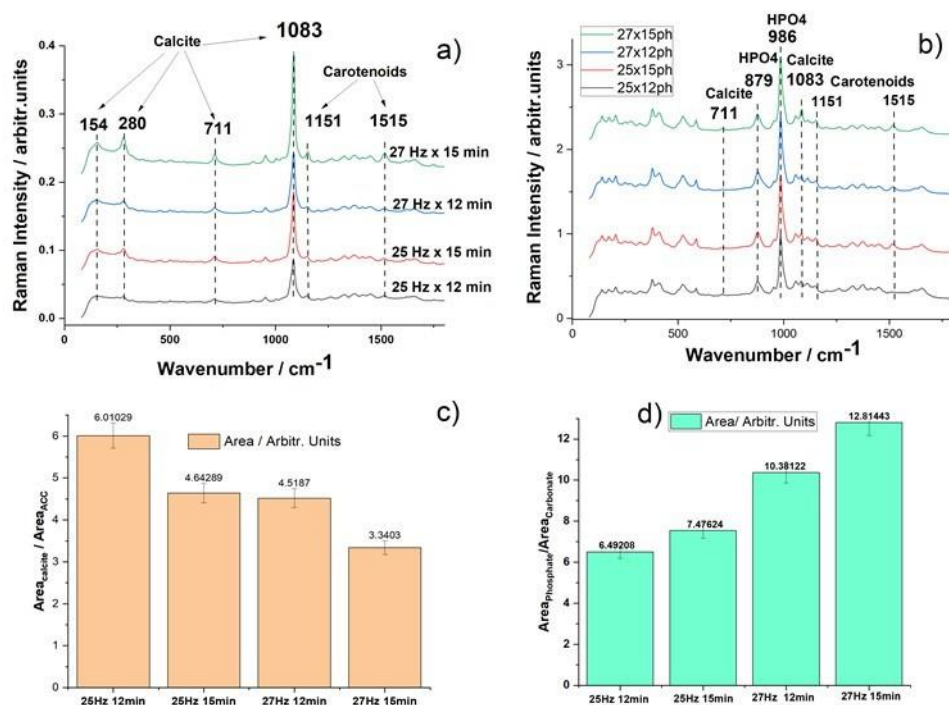 a)
Calcite
1083
Carotenoids
154
280
711
1151
1515
27 Hz x 15 min
27 Hz x 12 min
25 Hz x 15 min
25 Hz x 12 min
Raman Intensity / arbitr.units
0.4
0.3
0.2
0.1
0.0
0
500
1000
1500
Wavenumber / cm-1
b)
27x15ph
27x12ph
25x15ph
25x12ph
HPO4
986
HPO4
879
Calcite
1083
Calcite
711
Carotenoids
1151
1515
Raman Intensity / arbitr.units
3
2
1
0
0
500
1000
1500
Wavenumber / cm-1
c)
Area / Arbitr. Units
6.01029
4.64289
4.5187
3.3403
Areacalcite / AreaACC
6
5
4
3
2
1
0
25Hz 12min
25Hz 15min
27Hz 12min
27Hz 15min
d)
Area/ Arbitr. Units
6.49208
7.47624
10.38122
12.81443
AreaPhosphate/AreaCarbonate
12
10
8
6
4
2
0
25Hz 12min
25Hz 15min
27Hz 12min
27Hz 15min